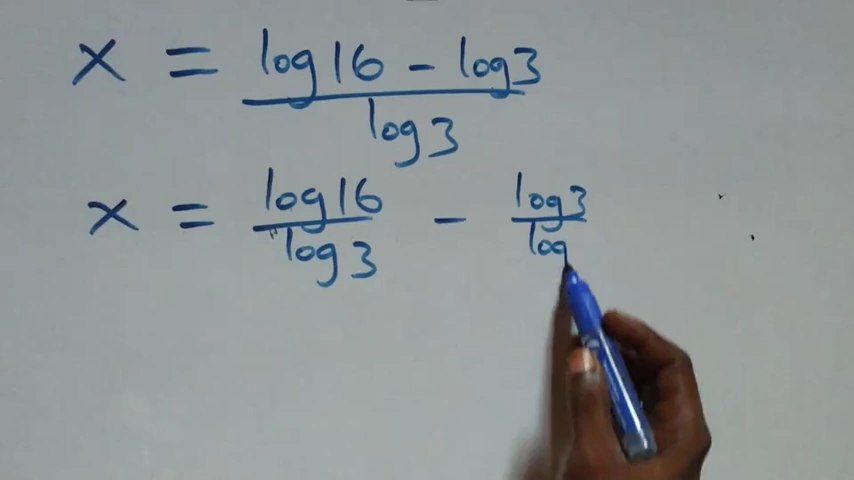 x = log16 - log3 / log3
x = log16 / log3 - log3 / log